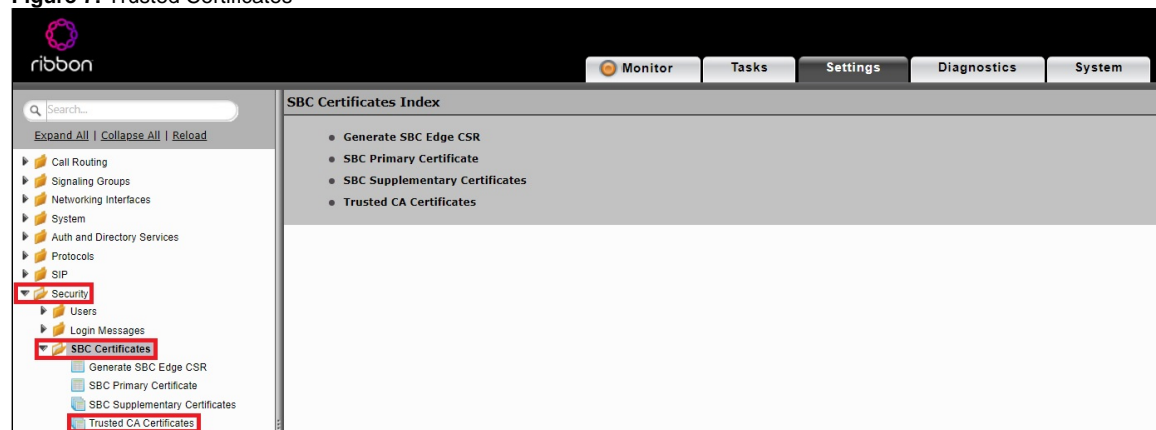 Figure 7: Trusted Certificates
ribbon
Monitor
Tasks
Settings
Diagnostics
System
Search...
Expand All | Collapse All | Reload
Call Routing
Signaling Groups
Networking Interfaces
System
Auth and Directory Services
Protocols
SIP
Security
Users
Login Messages
SBC Certificates
Generate SBC Edge CSR
SBC Primary Certificate
SBC Supplementary Certificates
Trusted CA Certificates
SBC Certificates Index
Generate SBC Edge CSR
SBC Primary Certificate
SBC Supplementary Certificates
Trusted CA Certificates